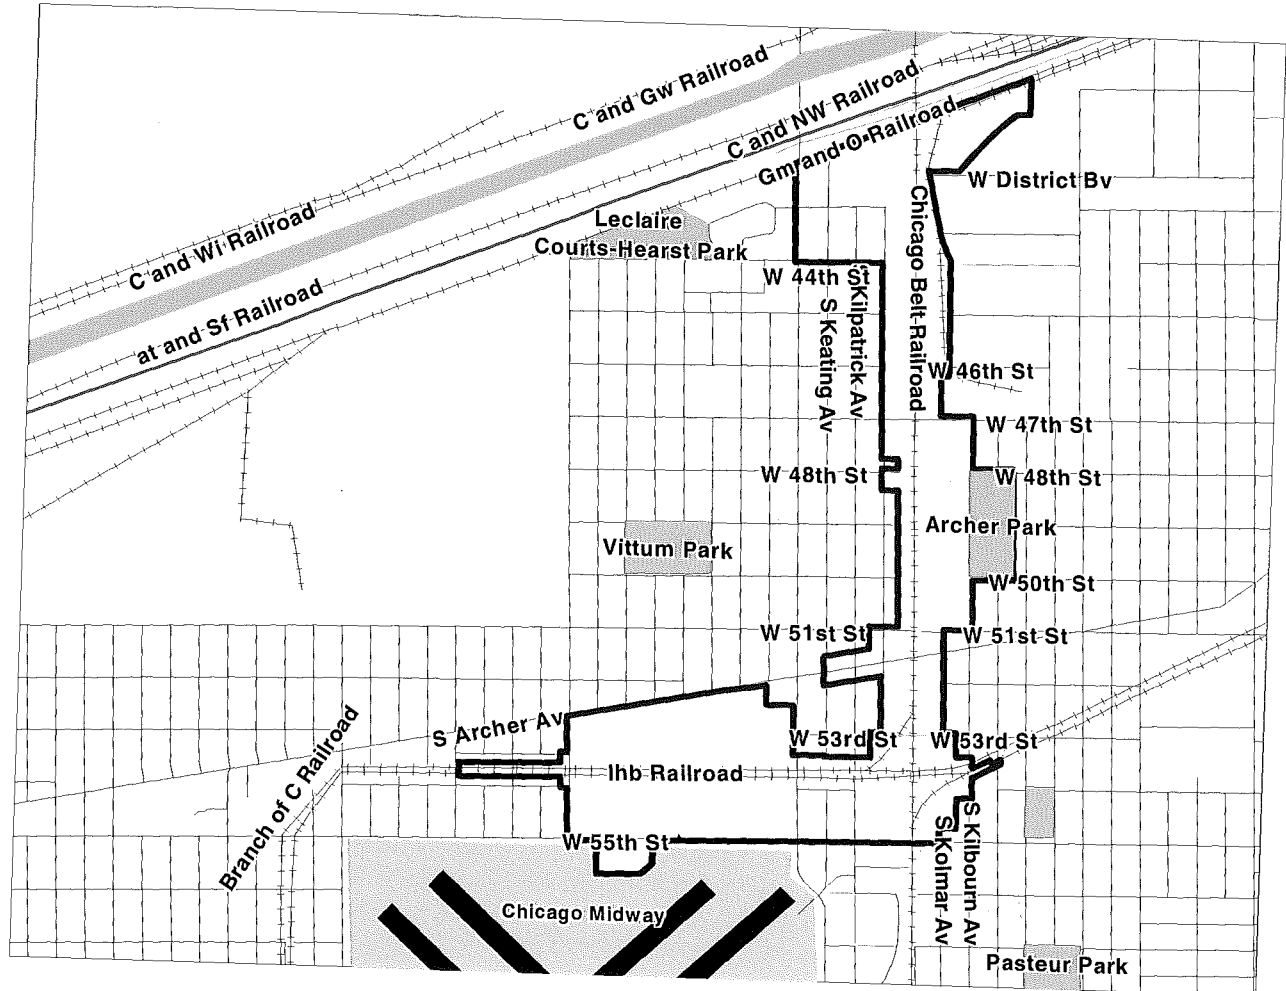 C and Gw Railroad
C and NW Railroad
Gm and O Railroad
W District Bv
Chicago Belt Railroad
Leclaire
Courts-Hearst Park
C and Wi Railroad
W 44th St
S Kilpatrick Av
S Keating Av
at and Sf Railroad
W 46th St
W 47th St
W 48th St
W 48th St
Archer Park
Vittum Park
W 50th St
W 51st St
W 51st St
S Archer Av
W 53rd St
W 53rd St
Ihb Railroad
Branch of C Railroad
W 55th St
S Kilbourn Av
S Kolmar Av
Chicago Midway
Pasteur Park